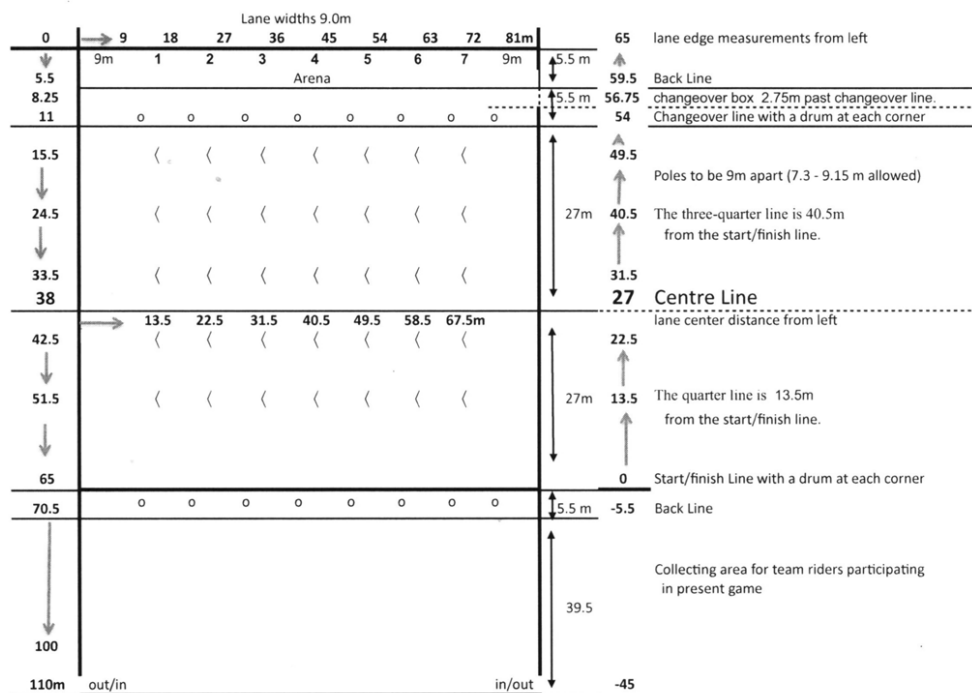 Lane widths 9.0m
0 9 18 27 36 45 54 63 72 81m 65 lane edge measurements from left
9m 1 2 3 4 5 6 7 9m 5.5 m
5.5 Arena 59.5 Back Line
8.25 5.5 m 56.75 changeover box 2.75m past changeover line.
11 o o o o o o o o 54 Changeover line with a drum at each corner
15.5 〈 〈 〈 〈 〈 〈 〈 49.5
Poles to be 9m apart (7.3 - 9.15 m allowed)
24.5 〈 〈 〈 〈 〈 〈 〈 27m 40.5 The three-quarter line is 40.5m
from the start/finish line.
33.5 〈 〈 〈 〈 〈 〈 〈 31.5
38 27 Centre Line
13.5 22.5 31.5 40.5 49.5 58.5 67.5m lane center distance from left
42.5 〈 〈 〈 〈 〈 〈 〈 22.5
51.5 〈 〈 〈 〈 〈 〈 〈 27m 13.5 The quarter line is 13.5m
from the start/finish line.
65 0 Start/finish Line with a drum at each corner
70.5 o o o o o o o o 5.5 m -5.5 Back Line
Collecting area for team riders participating
in present game
39.5
100
110m out/in in/out -45